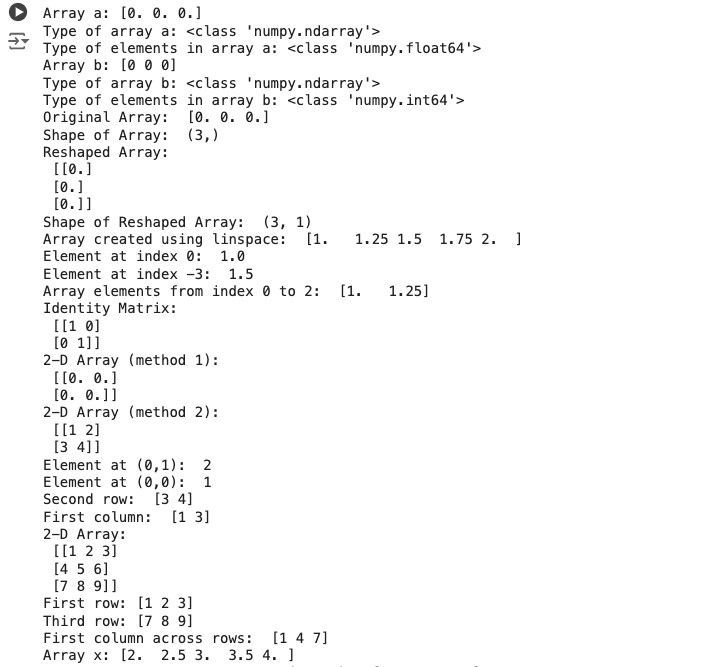 Array a: [0. 0. 0.]
Type of array a: <class 'numpy.ndarray'>
Type of elements in array a: <class 'numpy.float64'>
Array b: [0 0 0]
Type of array b: <class 'numpy.ndarray'>
Type of elements in array b: <class 'numpy.int64'>
Original Array:  [0. 0. 0.]
Shape of Array:  (3,)
Reshaped Array:
 [[0.]
 [0.]
 [0.]]
Shape of Reshaped Array:  (3, 1)
Array created using linspace:  [1.   1.25 1.5  1.75 2.  ]
Element at index 0:  1.0
Element at index -3:  1.5
Array elements from index 0 to 2:  [1.   1.25]
Identity Matrix:
 [[1 0]
 [0 1]]
2-D Array (method 1):
 [[0. 0.]
 [0. 0.]]
2-D Array (method 2):
 [[1 2]
 [3 4]]
Element at (0,1):  2
Element at (0,0):  1
Second row:  [3 4]
First column:  [1 3]
2-D Array:
 [[1 2 3]
 [4 5 6]
 [7 8 9]]
First row: [1 2 3]
Third row: [7 8 9]
First column across rows:  [1 4 7]
Array x: [2.  2.5 3.  3.5 4. ]